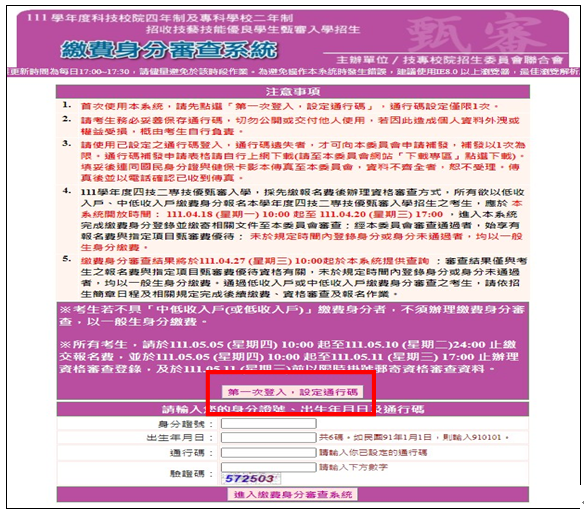 111學年度科技校院四年制及專科學校二年制
招收技藝技能優良學生甄審入學招生
甄審
繳費身分審查系統
主辦單位/技專校院招生委員會聯合會
更新時間為每日17:00~17:30，請儘量避免於該時段作業。為避免操作本系統時發生錯誤，建議使用IE8.0 以上瀏覽器，最佳瀏覽解析
注意事項
1. 首次使用本系統，請先點選「第一次登入，設定通行碼」，通行碼設定僅限1次。
2. 請考生務必妥善保存通行碼，切勿公開或交付他人使用，若因此造成個人資料外洩或
權益受損，概由考生自行負責。
3. 請使用已設定之通行碼登入，通行碼遺失者，才可向本委員會申請補發，補發以1次為
限。通行碼補發申請表格請自行上網下載(請至本委員會網站「下載專區」點選下載)。
填妥後連同國民身分證與健保卡影本傳真至本委員會，資料不齊全者，恕不受理，傳
真後並以電話確認已收到傳真。
4. 111學年度四技二專技優甄審入學，採先繳報名費後辦理資格審查方式，所有欲以低收
入戶、中低收入戶繳費身分報名本學年度四技二專技優甄審入學招生之考生，應於 本
系統開放時間： 111.04.18 (星期一) 10:00 起至 111.04.20 (星期三) 17:00 ，進入本系統
完成繳費身分登錄並繳寄相關文件至本委員會審查；經本委員會審查通過者，始享有
報名費與指定項目甄審費優待： 未於規定時間內登錄身分或身分未通過者，均以一般
生身分繳費。
5. 繳費身分審查結果將於111.04.27 (星期三) 10:00起於本系統提供查詢 ：審查結果僅與考
生之報名費與指定項目甄審費優待資格有關，未於規定時間內登錄身分或身分未通過
者，均以一般生身分繳費。通過低收入戶或中低收入戶繳費身分審查之考生，請依招
生簡章日程及相關規定完成後續繳費、資格審查及報名作業。
※考生若不具「中低收入戶(或低收入戶)」繳費身分者，不須辦理繳費身分審
查，以一般生身分繳費。
※所有考生，請於111.05.05 (星期四) 10:00 起至111.05.10 (星期二)24:00 止繳
交報名費，並於111.05.05 (星期四) 10:00 起至111.05.11 (星期三) 17:00 止辦理
資格審查登錄，及於111.05.11 (星期三)前以限時掛號郵寄資格審查資料。
第一次登入，設定通行碼
請輸入您的身分證號、出生年月日及通行碼
身分證號：
出生年月日： 共6碼。如民國91年1月1日，則輸入910101。
通行碼： 請輸入你已設定的通行碼
驗證碼： 請輸入下方數字
572503
進入繳費身分審查系統